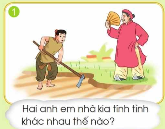 1
Hai anh em nhà kia tính tình
khác nhau thế nào?